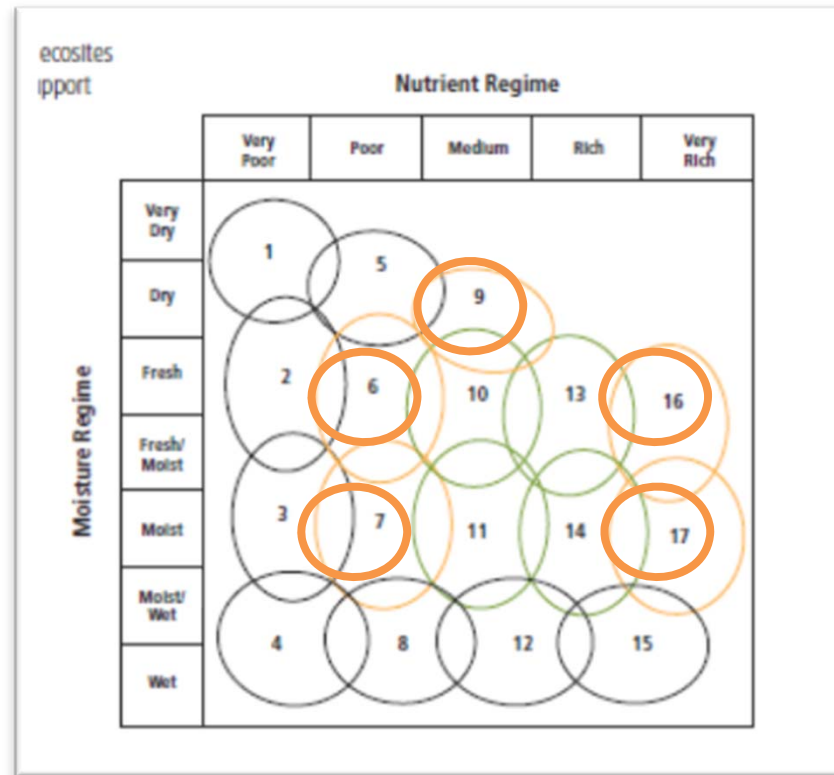 ecosites
ipport
Nutrient Regime
Very
Poor
Poor
Medium
Rich
Very
Rich
Very
Dry
Dry
Fresh
Fresh/
Moist
Moist
Moist/
Wet
Wet
Moisture Regime
1
5
9
2
6
10
13
16
3
7
11
14
17
4
8
12
15